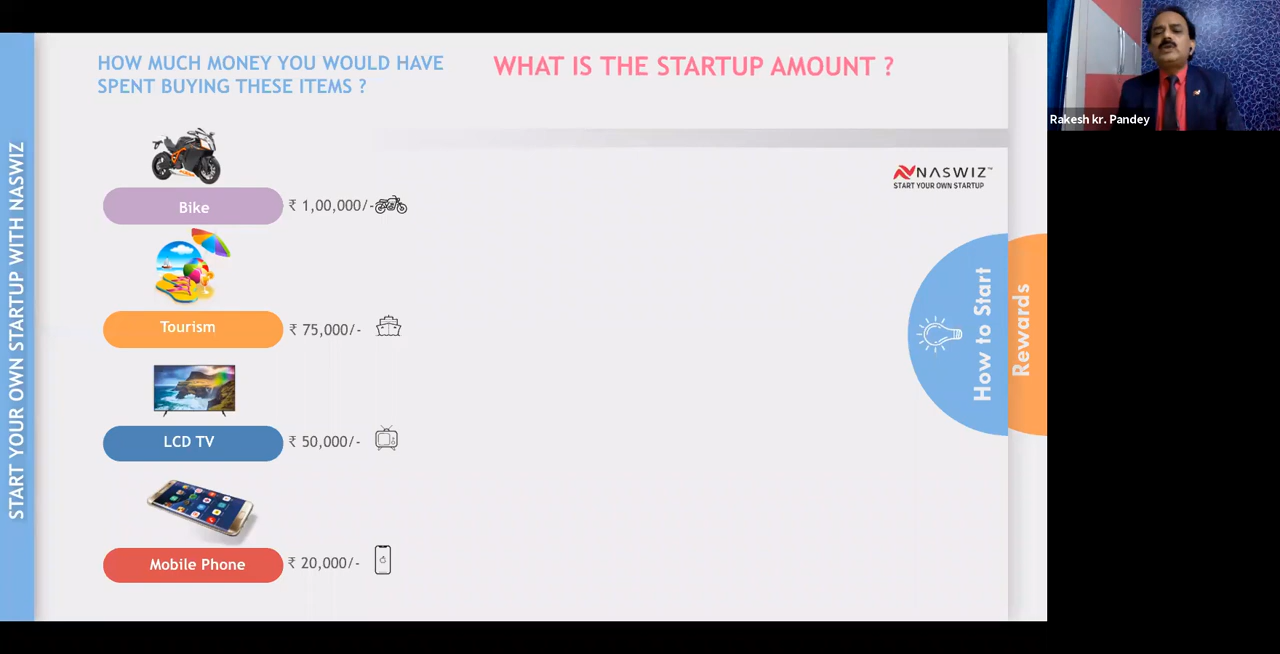 START YOUR OWN STARTUP WITH NASWIZ
HOW MUCH MONEY YOU WOULD HAVE
SPENT BUYING THESE ITEMS ?
WHAT IS THE STARTUP AMOUNT ?
Rakesh kr. Pandey
NASWIZ™
START YOUR OWN STARTUP
Bike
₹ 1,00,000/-
Tourism
₹ 75,000/-
LCD TV
₹ 50,000/-
Mobile Phone
₹ 20,000/-
How to Start
Rewards